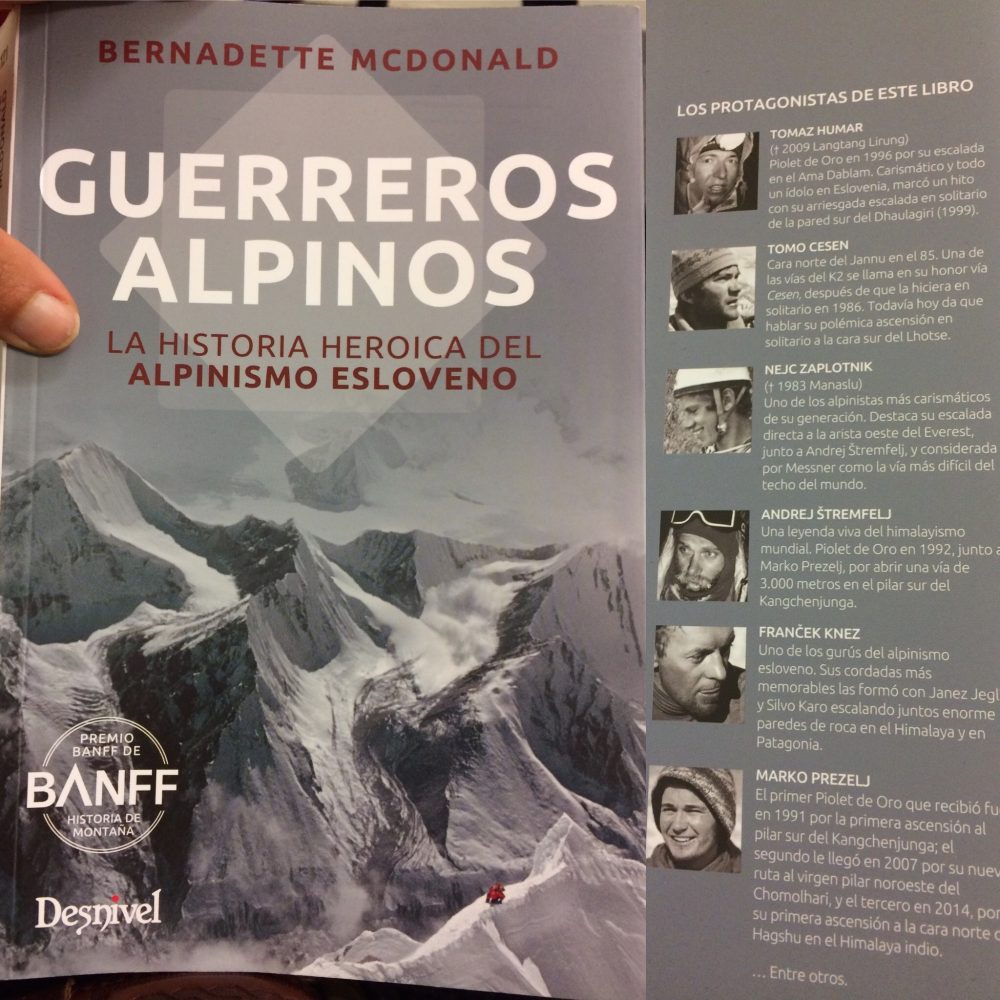 BERNADETTE MCDONALD
GUERREROS
ALPINOS
LA HISTORIA HEROICA DEL
ALPINISMO ESLOVENO
PREMIO
BANFF DE
BANFF
HISTORIA DE
MONTAÑA
Desnivel
MCDONALD
LOS PROTAGONISTAS DE ESTE LIBRO
TOMAZ HUMAR
(† 2009 Langtang Lirung)
Piolet de Oro en 1996 por su escalada
en el Ama Dablam. Carismático y todo
un ídolo en Eslovenia, marcó un hito
con su arriesgada escalada en solitario
de la pared sur del Dhaulagiri (1999).
TOMO CESEN
Cara norte del Jannu en el 85. Una de
las vías del K2 se llama en su honor vía
Cesen, después de que la hiciera en
solitario en 1986. Todavía hoy da que
hablar su polémica ascensión en
solitario a la cara sur del Lhotse.
NEJC ZAPLOTNIK
(† 1983 Manaslu)
Uno de los alpinistas más carismáticos
de su generación. Destaca su escalada
directa a la arista oeste del Everest,
junto a Andrej Štremfelj, y considerada
por Messner como la vía más difícil del
techo del mundo.
ANDREJ ŠTREMFELJ
Una leyenda viva del himalayismo
mundial. Piolet de Oro en 1992, junto a
Marko Prezelj, por abrir una vía de
3.000 metros en el pilar sur del
Kangchenjunga.
FRANČEK KNEZ
Uno de los gurús del alpinismo
esloveno. Sus cordadas más
memorables las formó con Janez Jegl
y Silvo Karo escalando juntos enorme
paredes de roca en el Himalaya y en
Patagonia.
MARKO PREZELJ
El primer Piolet de Oro que recibió fu
en 1991 por la primera ascensión al
pilar sur del Kangchenjunga; el
segundo le llegó en 2007 por su nuev
ruta al virgen pilar noroeste del
Chomolhari, y el tercero en 2014, por
su primera ascensión a la cara norte d
Hagshu en el Himalaya indio.
... Entre otros.